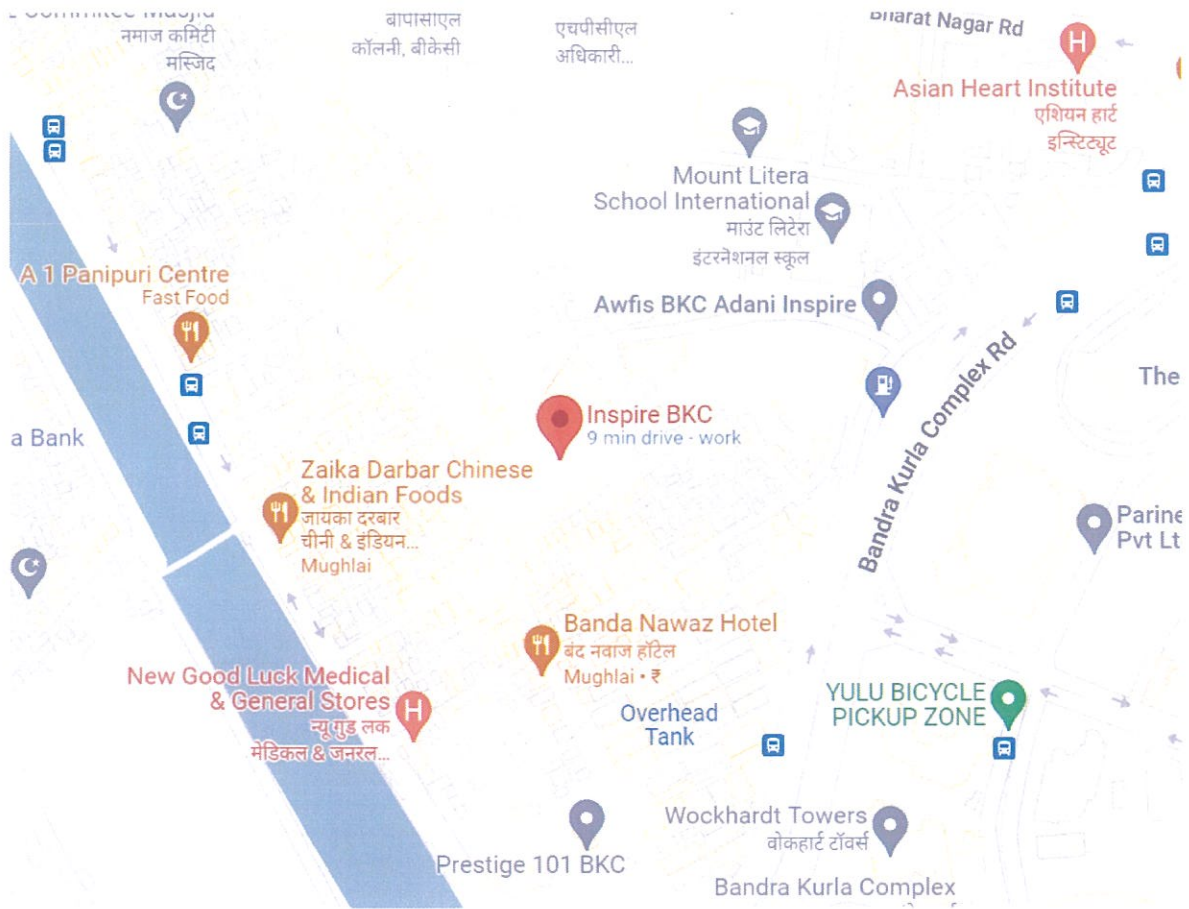 Commitee Masjid
नमाज कमिटी
मस्जिद
बीपीसीएल
कॉलनी, बीकेसी
एचपीसीएल
अधिकारी...
Bharat Nagar Rd
H
Asian Heart Institute
एशियन हार्ट
इन्स्टिट्यूट
Mount Litera
School International
माउंट लिटेरा
इंटरनेशनल स्कूल
A 1 Panipuri Centre
Fast Food
Awfis BKC Adani Inspire
Bandra Kurla Complex Rd
The
a Bank
Inspire BKC
9 min drive - work
Zaika Darbar Chinese
& Indian Foods
जायका दरबार
चीनी & इंडियन...
Mughlai
Parine
Pvt Lt
Banda Nawaz Hotel
बंद नवाज हॉटेल
Mughlai • ₹
New Good Luck Medical
& General Stores
न्यू गुड लक
मेडिकल & जनरल...
H
Overhead
Tank
YULU BICYCLE
PICKUP ZONE
Prestige 101 BKC
Wockhardt Towers
वोकहार्ट टॉवर्स
Bandra Kurla Complex